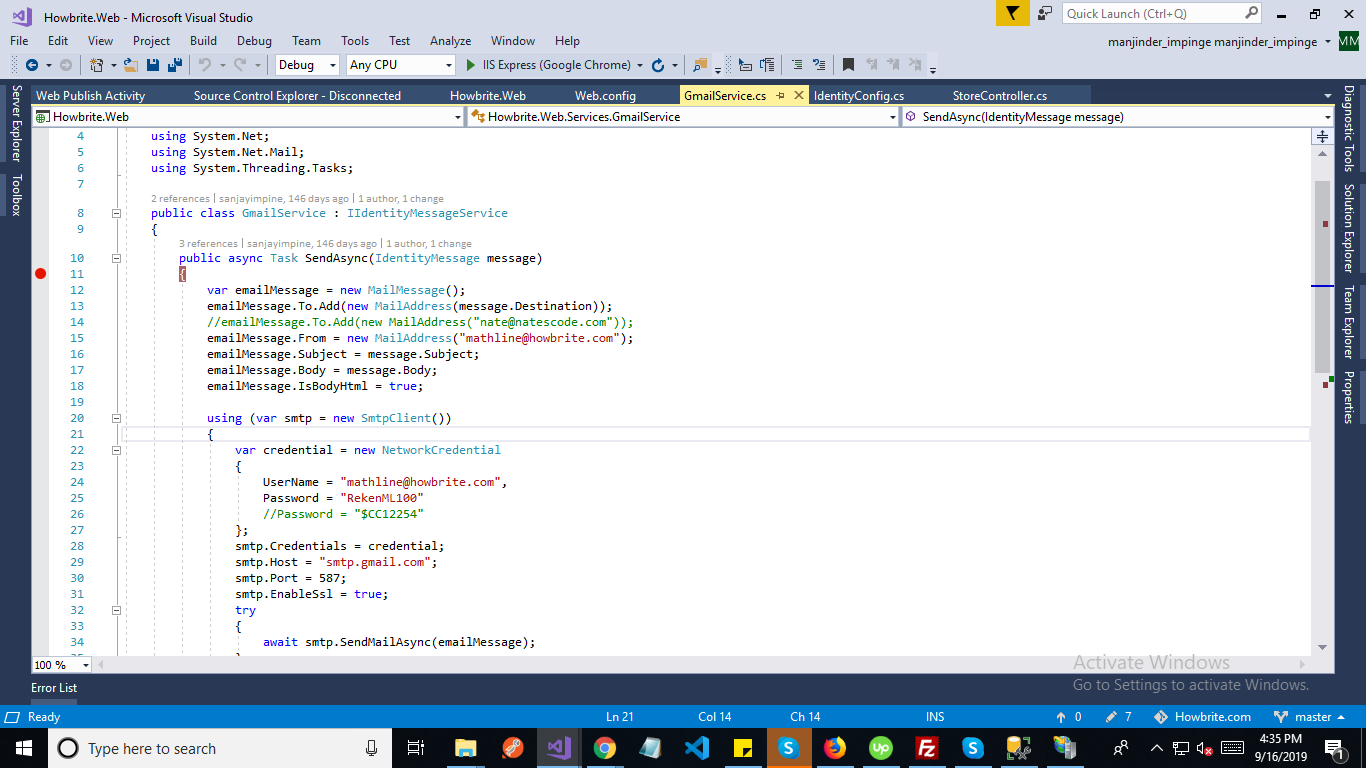 Howbrite.Web - Microsoft Visual Studio
Quick Launch (Ctrl+Q)
File Edit View Project Build Debug Team Tools Test Analyze Window Help
manjinder_impinge manjinder_impinge MM
Debug Any CPU IIS Express (Google Chrome)
Web Publish Activity Source Control Explorer - Disconnected Howbrite.Web Web.config GmailService.cs IdentityConfig.cs StoreController.cs
Howbrite.Web Howbrite.Web.Services.GmailService SendAsync(IdentityMessage message)
Server Explorer
Toolbox
Diagnostic Tools
Solution Explorer
Team Explorer
Properties
4 using System.Net;
5 using System.Net.Mail;
6 using System.Threading.Tasks;
7
2 references | sanjayimpine, 146 days ago | 1 author, 1 change
8 public class GmailService : IIdentityMessageService
9 {
3 references | sanjayimpine, 146 days ago | 1 author, 1 change
10 public async Task SendAsync(IdentityMessage message)
11 {
12 var emailMessage = new MailMessage();
13 emailMessage.To.Add(new MailAddress(message.Destination));
14 //emailMessage.To.Add(new MailAddress("nate@natescode.com"));
15 emailMessage.From = new MailAddress("mathline@howbrite.com");
16 emailMessage.Subject = message.Subject;
17 emailMessage.Body = message.Body;
18 emailMessage.IsBodyHtml = true;
19
20 using (var smtp = new SmtpClient())
21 {
22 var credential = new NetworkCredential
23 {
24 UserName = "mathline@howbrite.com",
25 Password = "RekenML100"
26 //Password = "$CC12254"
27 };
28 smtp.Credentials = credential;
29 smtp.Host = "smtp.gmail.com";
30 smtp.Port = 587;
31 smtp.EnableSsl = true;
32 try
33 {
34 await smtp.SendMailAsync(emailMessage);
100 %
Activate Windows
Go to Settings to activate Windows.
Error List
Ready Ln 21 Col 14 Ch 14 INS 0 7 Howbrite.com master
Type here to search
4:35 PM
9/16/2019
1